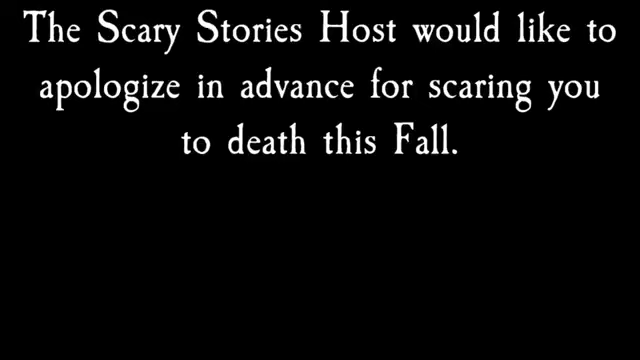 The Scary Stories Host would like to
apologize in advance for scaring you
to death this Fall.